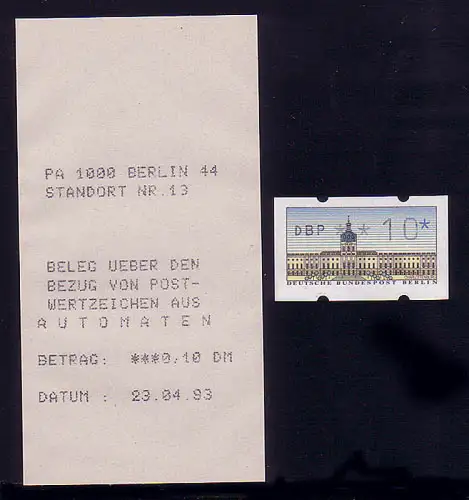 PA 1000 BERLIN 44
STANDORT NR.13
BELEG UEBER DEN
BEZUG VON POST-
WERTZEICHEN AUS
A U T O M A T E N
BETRAG: ***0,10 DM
DATUM : 23.04.93
DBP * * 10*
DEUTSCHE BUNDESPOST BERLIN